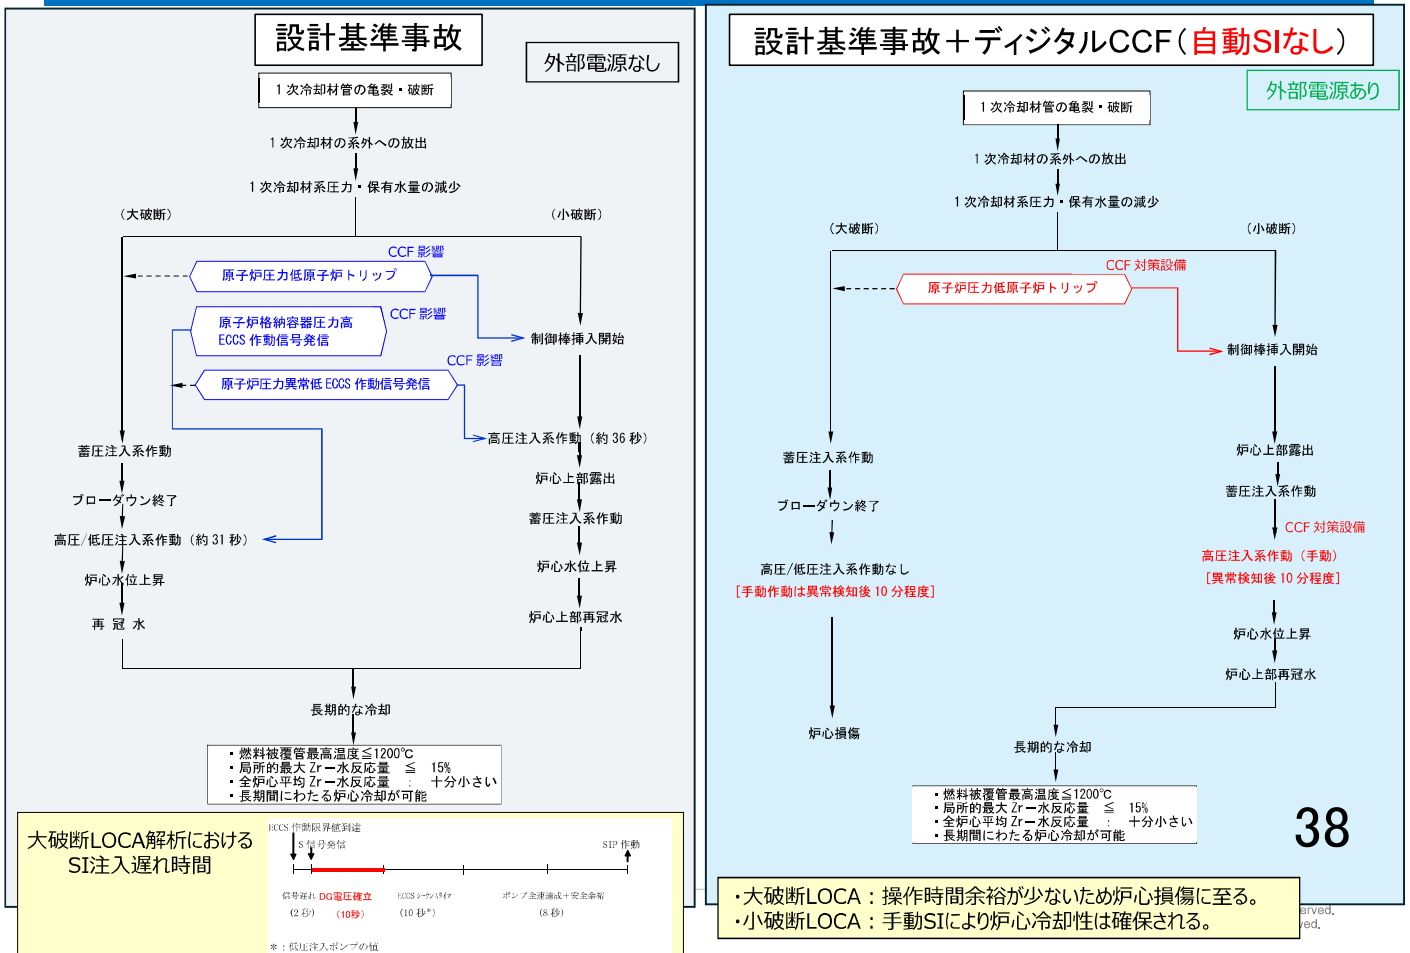 設計基準事故
外部電源なし
1次冷却材管の亀裂・破断
1次冷却材の系外への放出
1次冷却材系圧力・保有水量の減少
(大破断)
(小破断)
CCF 影響
原子炉圧力低原子炉トリップ
CCF 影響
原子炉格納容器圧力高
ECCS 作動信号発信
制御棒挿入開始
CCF 影響
原子炉圧力異常低 ECCS 作動信号発信
高圧注入系作動 (約 36 秒)
蓄圧注入系作動
炉心上部露出
ブローダウン終了
蓄圧注入系作動
高圧/低圧注入系作動 (約 31 秒)
炉心水位上昇
炉心水位上昇
再 冠 水
炉心上部再冠水
長期的な冷却
・燃料被覆管最高温度≦1200℃
・局所的最大 Zr－水反応量 ≦ 15%
・全炉心平均 Zr－水反応量 : 十分小さい
・長期間にわたる炉心冷却が可能
大破断LOCA解析における
SI注入遅れ時間
ECCS 作動限界値到達
S 信号発信
SIP 作動
信号遅れ DG電圧確立 ECCS シーケンスタイマ ポンプ全速達成＋安全余裕
(2 秒) (10秒) (10 秒*) (8 秒)
＊：低圧注入ポンプの値
設計基準事故＋ディジタルCCF(自動SIなし)
外部電源あり
1次冷却材管の亀裂・破断
1次冷却材の系外への放出
1次冷却材系圧力・保有水量の減少
(大破断)
(小破断)
CCF 対策設備
原子炉圧力低原子炉トリップ
制御棒挿入開始
炉心上部露出
蓄圧注入系作動
蓄圧注入系作動
ブローダウン終了
CCF 対策設備
高圧注入系作動 (手動)
[異常検知後 10 分程度]
高圧/低圧注入系作動なし
[手動作動は異常検知後 10 分程度]
炉心水位上昇
炉心上部再冠水
炉心損傷
長期的な冷却
・燃料被覆管最高温度≦1200℃
・局所的最大 Zr－水反応量 ≦ 15%
・全炉心平均 Zr－水反応量 : 十分小さい
・長期間にわたる炉心冷却が可能
38
・大破断LOCA：操作時間余裕が少ないため炉心損傷に至る。
・小破断LOCA：手動SIにより炉心冷却性は確保される。
erved.
ved.